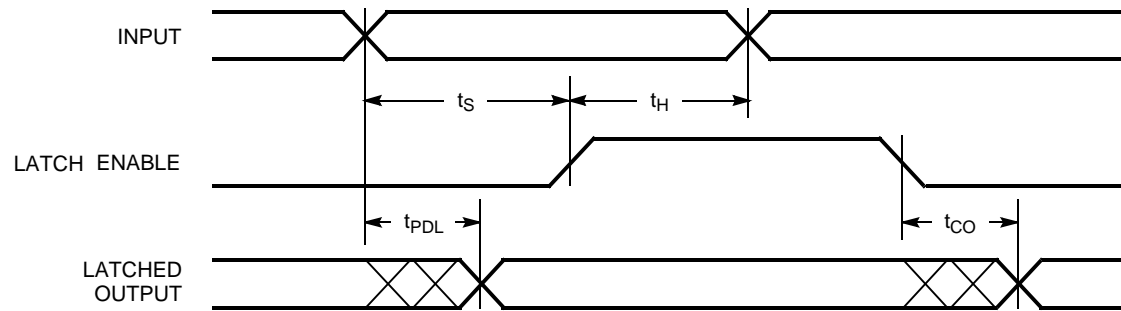 INPUT
tS
tH
LATCH ENABLE
tPDL
tCO
LATCHED
OUTPUT